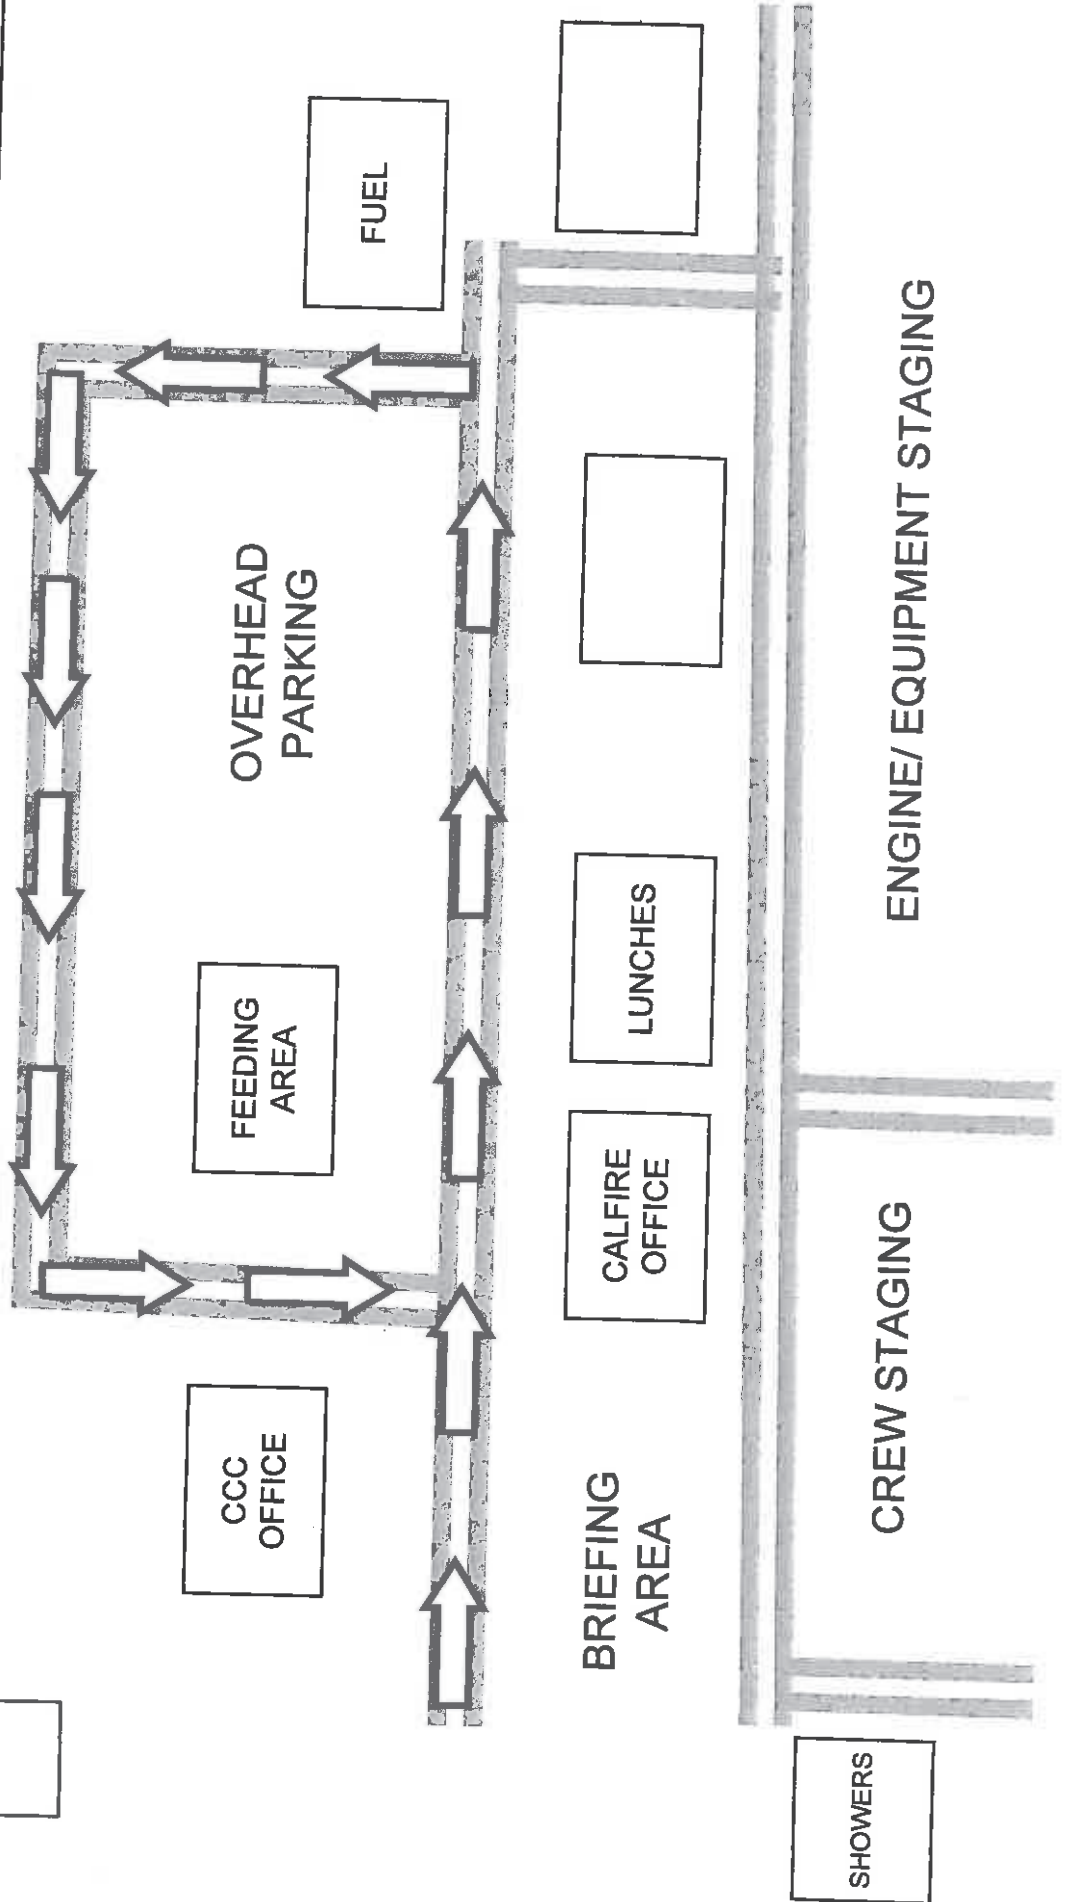 FUEL
OVERHEAD
PARKING
FEEDING
AREA
CCC
OFFICE
LUNCHES
CALFIRE
OFFICE
BRIEFING
AREA
ENGINE/ EQUIPMENT STAGING
CREW STAGING
SHOWERS